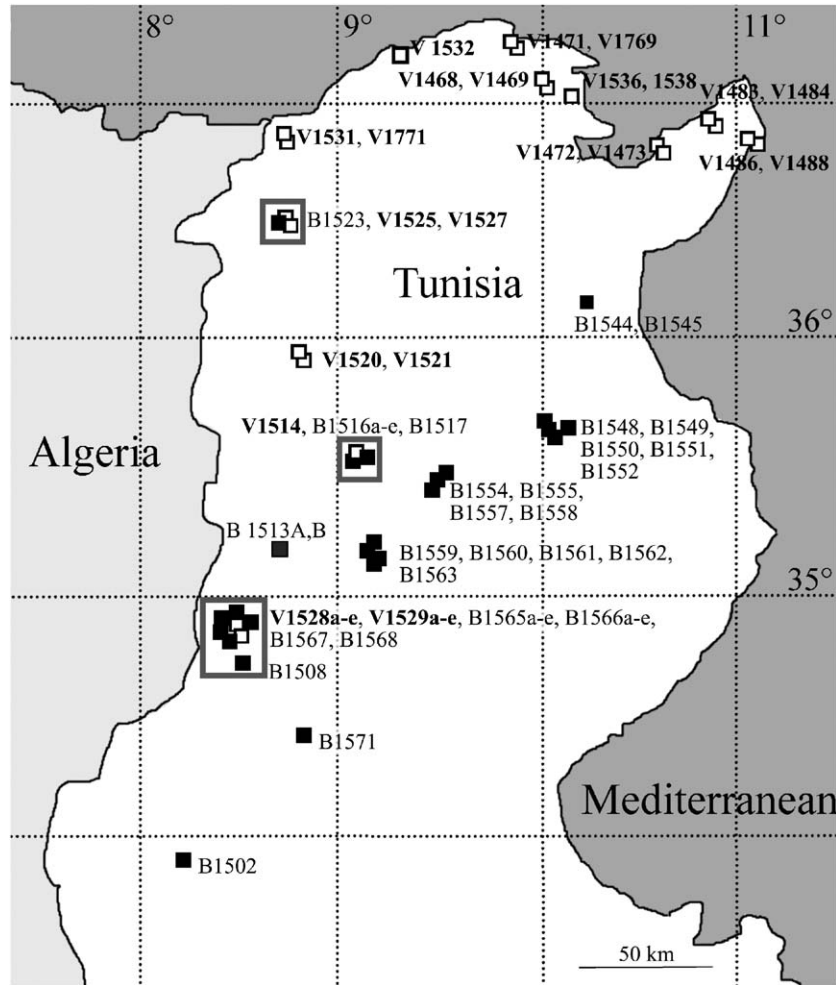 8°
9°
11°
V 1532
V1471, V1769
V1468, V1469
V1536, 1538
V1483, V1484
V1531, V1771
V1472, V1473
V1486, V1488
B1523, V1525, V1527
Tunisia
B1544, B1545
36°
V1520, V1521
V1514, B1516a-e, B1517
B1548, B1549,
B1550, B1551,
B1552
Algeria
B1554, B1555,
B1557, B1558
B 1513A,B
B1559, B1560, B1561, B1562,
B1563
35°
V1528a-e, V1529a-e, B1565a-e, B1566a-e,
B1567, B1568
B1508
B1571
Mediterranean
B1502
50 km